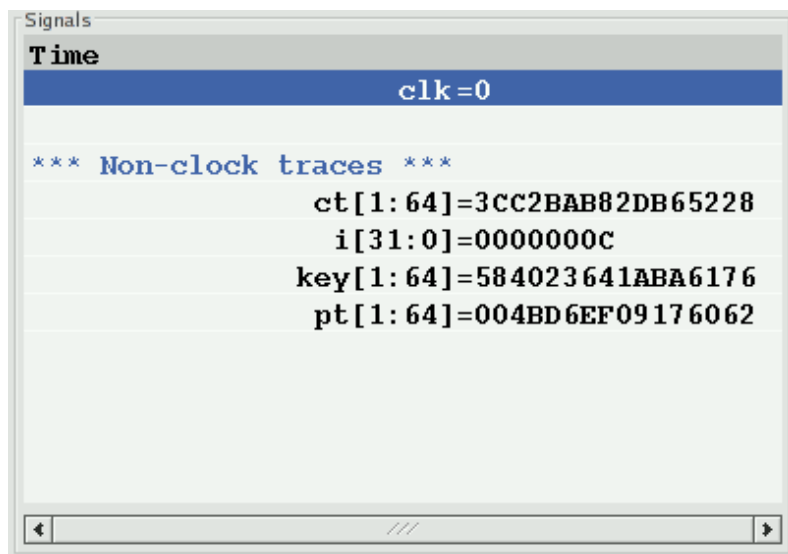 Signals
Time
clk=0
*** Non-clock traces ***
ct[1:64]=3CC2BAB82DB65228
i[31:0]=0000000C
key[1:64]=584023641ABA6176
pt[1:64]=004BD6EF09176062